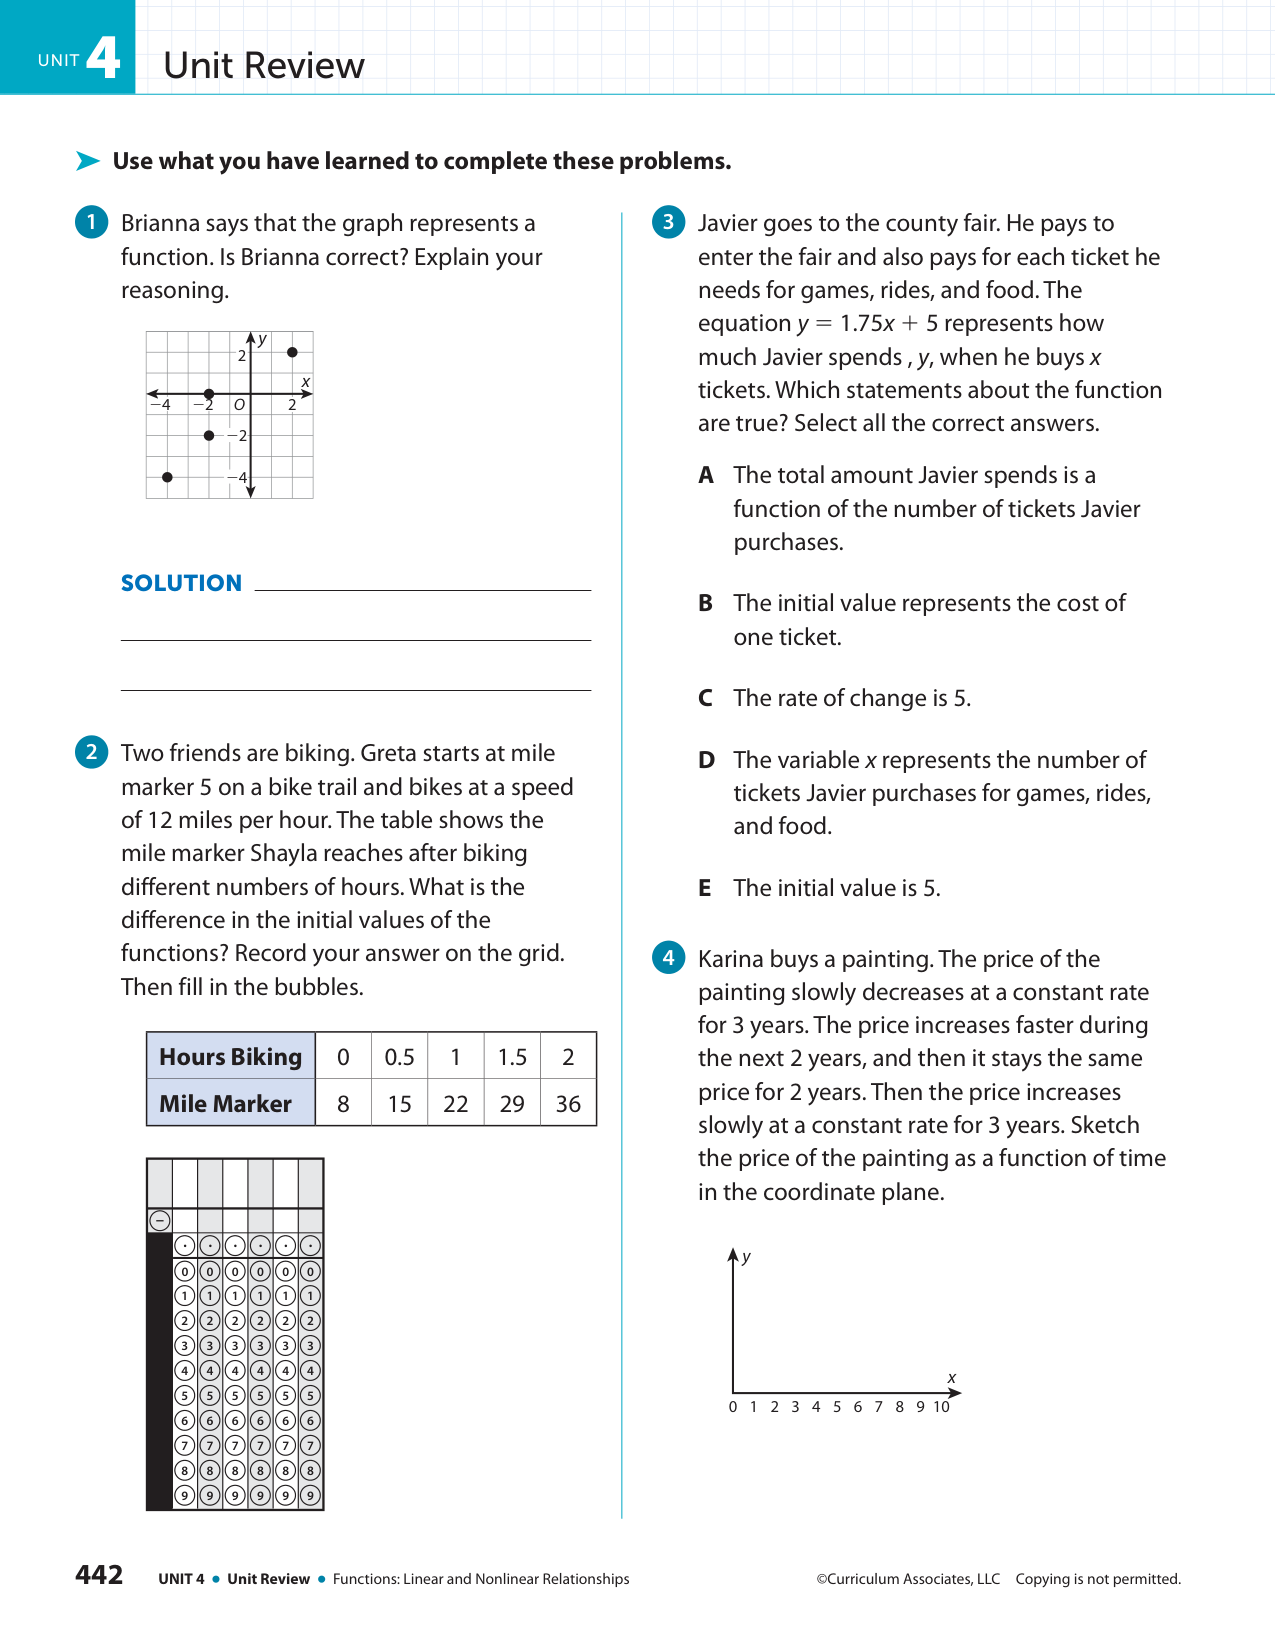 UNIT 4 Unit Review
Use what you have learned to complete these problems.
1 Brianna says that the graph represents a
function. Is Brianna correct? Explain your
reasoning.
y
2
x
−4 −2 O 2
−2
−4
SOLUTION
2 Two friends are biking. Greta starts at mile
marker 5 on a bike trail and bikes at a speed
of 12 miles per hour. The table shows the
mile marker Shayla reaches after biking
different numbers of hours. What is the
difference in the initial values of the
functions? Record your answer on the grid.
Then fill in the bubbles.
Hours Biking 0 0.5 1 1.5 2
Mile Marker 8 15 22 29 36
−
. . . . . .
0 0 0 0 0 0
1 1 1 1 1 1
2 2 2 2 2 2
3 3 3 3 3 3
4 4 4 4 4 4
5 5 5 5 5 5
6 6 6 6 6 6
7 7 7 7 7 7
8 8 8 8 8 8
9 9 9 9 9 9
3 Javier goes to the county fair. He pays to
enter the fair and also pays for each ticket he
needs for games, rides, and food. The
equation y = 1.75x + 5 represents how
much Javier spends , y, when he buys x
tickets. Which statements about the function
are true? Select all the correct answers.
A The total amount Javier spends is a
function of the number of tickets Javier
purchases.
B The initial value represents the cost of
one ticket.
C The rate of change is 5.
D The variable x represents the number of
tickets Javier purchases for games, rides,
and food.
E The initial value is 5.
4 Karina buys a painting. The price of the
painting slowly decreases at a constant rate
for 3 years. The price increases faster during
the next 2 years, and then it stays the same
price for 2 years. Then the price increases
slowly at a constant rate for 3 years. Sketch
the price of the painting as a function of time
in the coordinate plane.
y
x
0 1 2 3 4 5 6 7 8 9 10
442 UNIT 4 • Unit Review • Functions: Linear and Nonlinear Relationships
©Curriculum Associates, LLC Copying is not permitted.